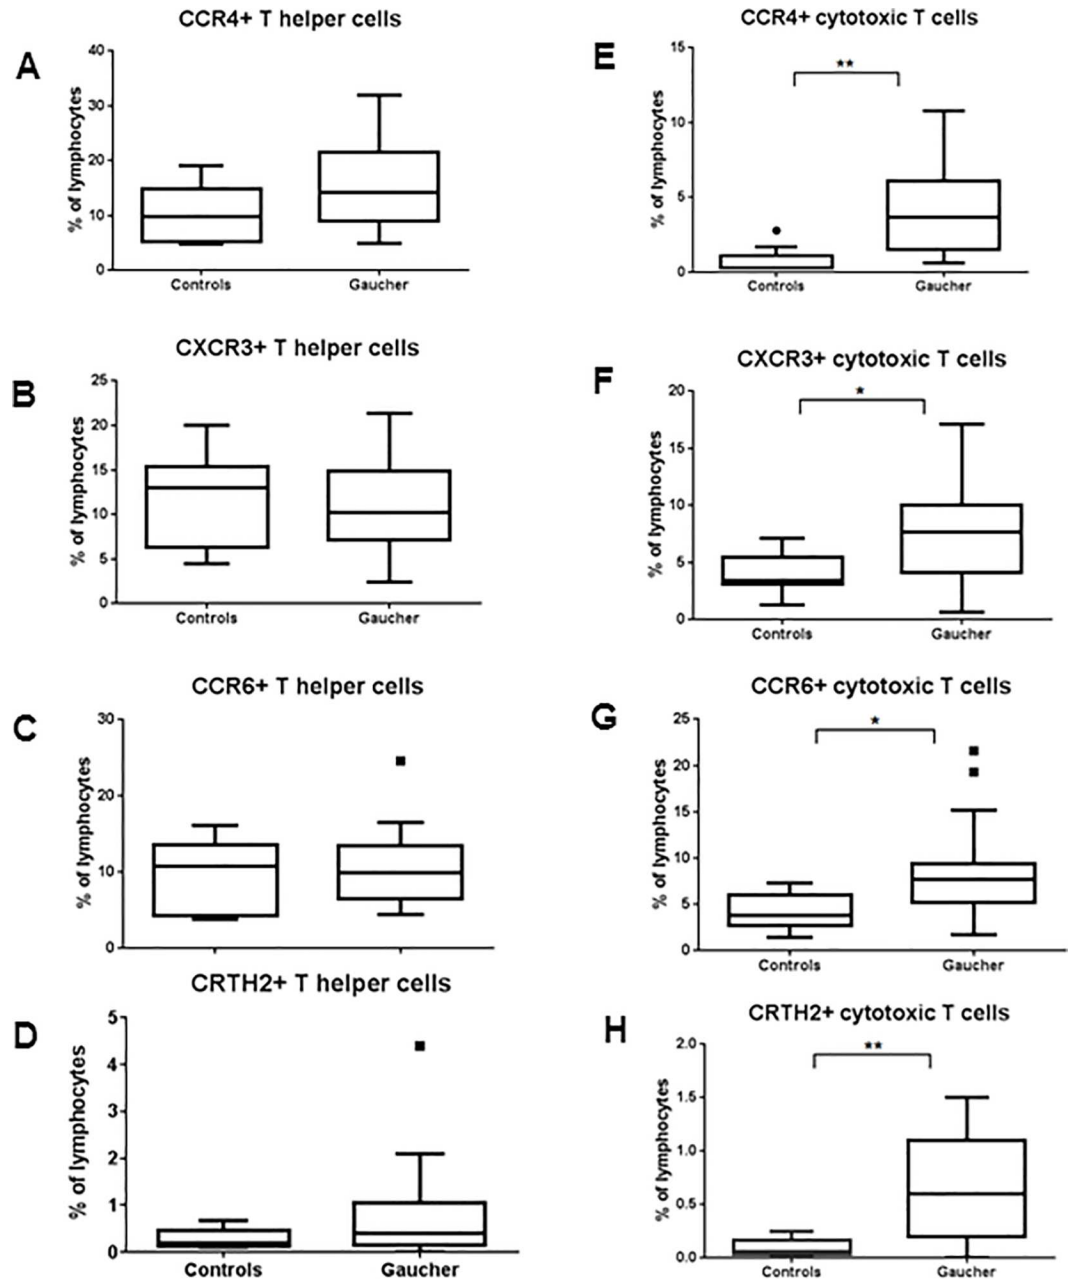 CCR4+ T helper cells
A
% of lymphocytes
40
30
20
10
0
Controls Gaucher
CXCR3+ T helper cells
B
% of lymphocytes
25
20
15
10
5
0
Controls Gaucher
CCR6+ T helper cells
C
% of lymphocytes
30
20
10
0
CRTH2+ T helper cells
D
% of lymphocytes
5
4
3
2
1
0
Controls Gaucher
CCR4+ cytotoxic T cells
E
**
% of lymphocytes
15
10
5
0
Controls Gaucher
CXCR3+ cytotoxic T cells
F
*
% of lymphocytes
20
15
10
5
0
Controls Gaucher
CCR6+ cytotoxic T cells
G
*
% of lymphocytes
25
20
15
10
5
0
Controls Gaucher
CRTH2+ cytotoxic T cells
H
**
% of lymphocytes
2.0
1.5
1.0
0.5
0.0
Controls Gaucher